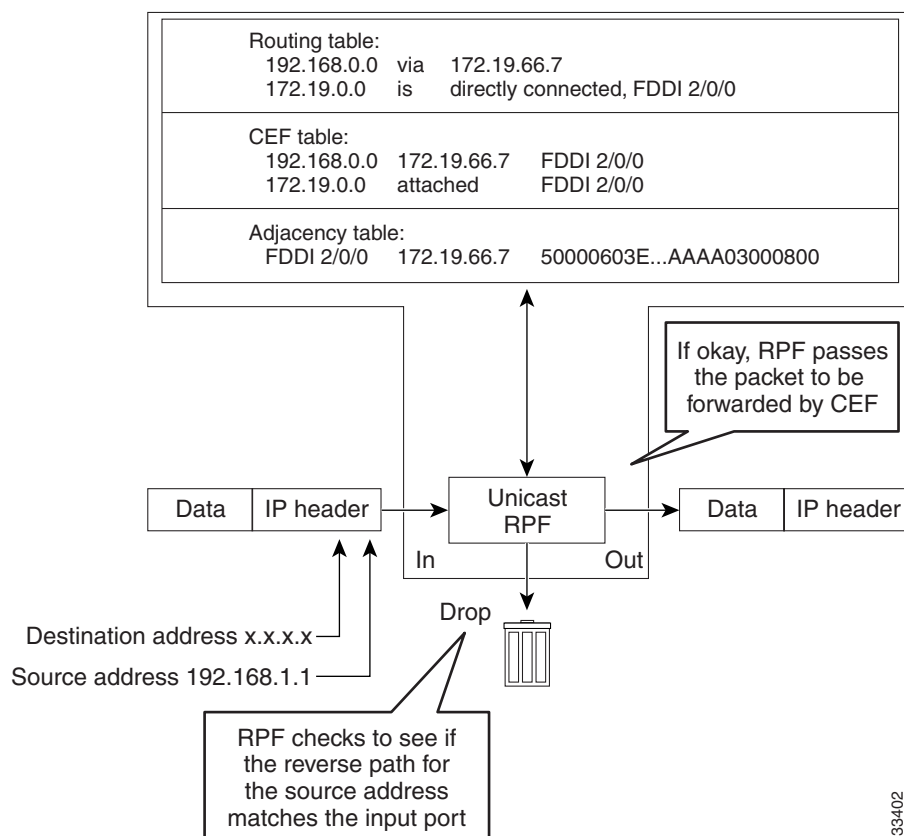 Routing table:
192.168.0.0 via 172.19.66.7
172.19.0.0 is directly connected, FDDI 2/0/0
CEF table:
192.168.0.0 172.19.66.7 FDDI 2/0/0
172.19.0.0 attached FDDI 2/0/0
Adjacency table:
FDDI 2/0/0 172.19.66.7 50000603E...AAAA03000800
If okay, RPF passes
the packet to be
forwarded by CEF
Data IP header
Unicast
RPF
Data IP header
In Out
Drop
Destination address x.x.x.x
Source address 192.168.1.1
RPF checks to see if
the reverse path for
the source address
matches the input port
33402